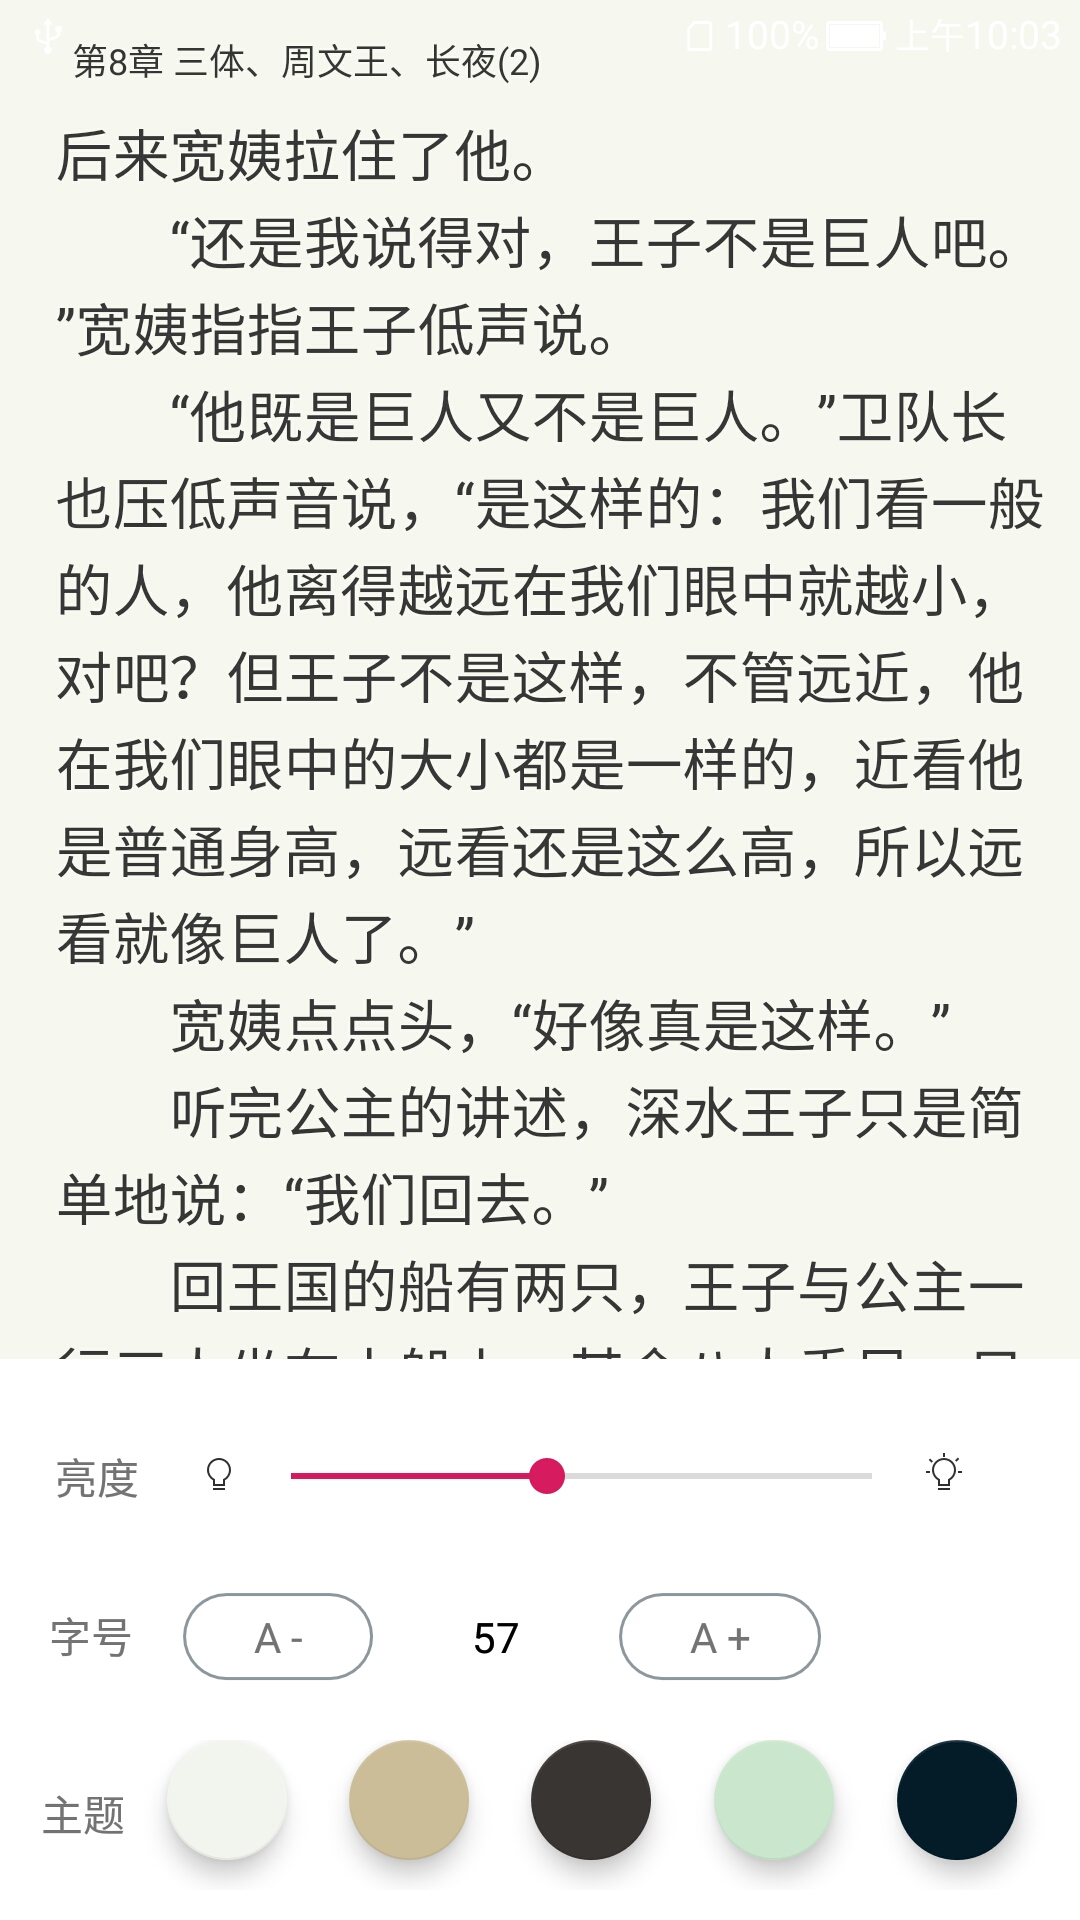 100% 上午10:03
第8章 三体、周文王、长夜(2)
后来宽姨拉住了他。
“还是我说得对，王子不是巨人吧。
”宽姨指指王子低声说。
“他既是巨人又不是巨人。”卫队长
也压低声音说，“是这样的：我们看一般
的人，他离得越远在我们眼中就越小，
对吧？但王子不是这样，不管远近，他
在我们眼中的大小都是一样的，近看他
是普通身高，远看还是这么高，所以远
看就像巨人了。”
宽姨点点头，“好像真是这样。”
听完公主的讲述，深水王子只是简
单地说：“我们回去。”
回王国的船有两只，王子与公主一
亮度
字号 A - 57 A +
主题